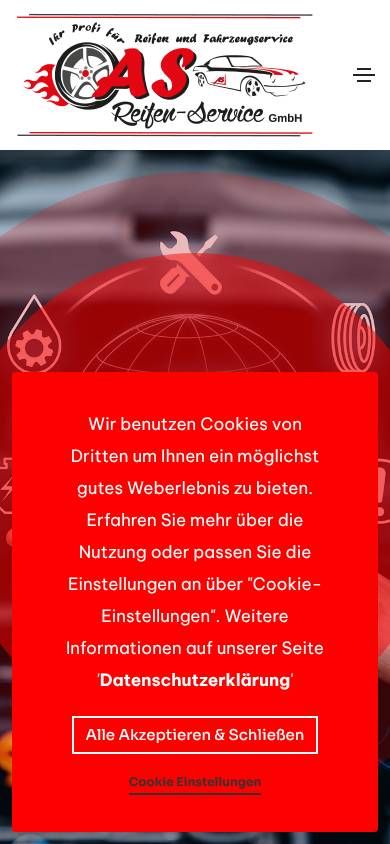 Ihr Profi für Reifen und Fahrzeugservice
AS
AS
Reifen-Service GmbH
Wir benutzen Cookies von
Dritten um Ihnen ein möglichst
gutes Weberlebnis zu bieten.
Erfahren Sie mehr über die
Nutzung oder passen Sie die
Einstellungen an über "Cookie-
Einstellungen". Weitere
Informationen auf unserer Seite
'Datenschutzerklärung'
Alle Akzeptieren & Schließen
Cookie Einstellungen